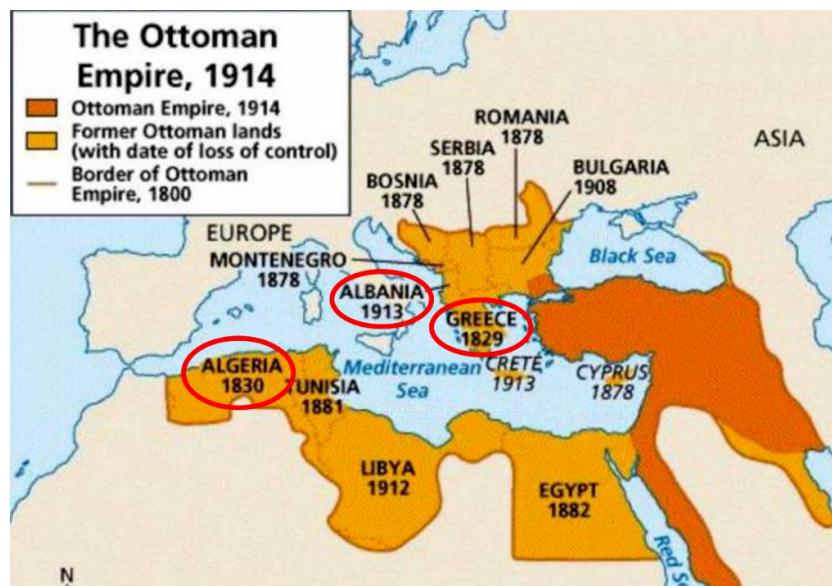 The Ottoman
Empire, 1914
Ottoman Empire, 1914
Former Ottoman lands
(with date of loss of control)
Border of Ottoman
Empire, 1800
ROMANIA
1878
SERBIA
1878
ASIA
BULGARIA
1908
BOSNIA
1878
EUROPE
Black Sea
MONTENEGRO
1878
ALBANIA
1913
GREECE
1829
ALGERIA
1830
Mediterranean
Sea
CRETE
1913
CYPRUS
1878
TUNISIA
1881
LIBYA
1912
EGYPT
1882
Red S
N